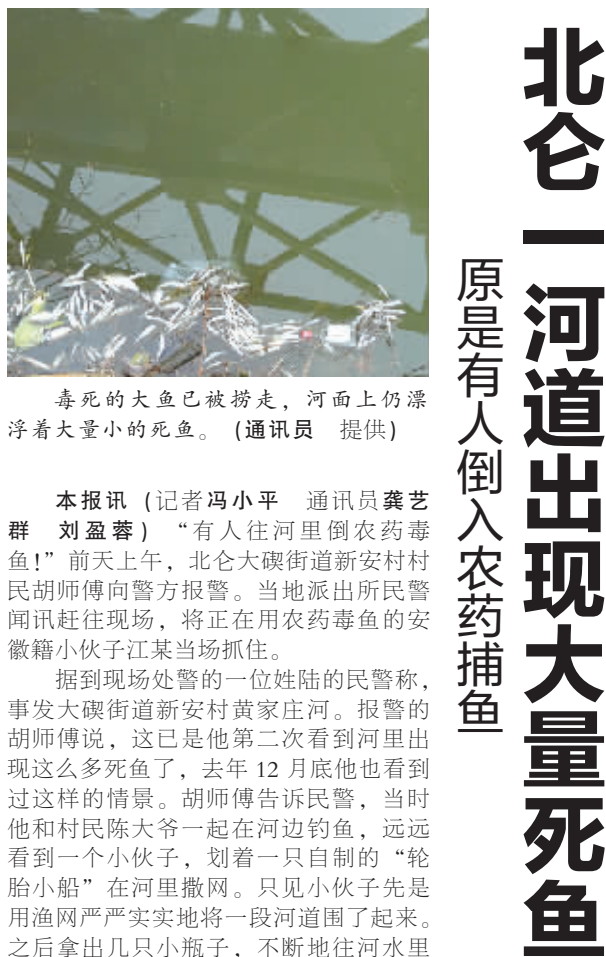 北仑一河道出现大量死鱼
原是有人倒入农药捕鱼
毒死的大鱼已被捞走，河面上仍漂
浮着大量小的死鱼。（通讯员　提供）
本报讯（记者冯小平　通讯员龚艺
群　刘盈蓉）“有人往河里倒农药毒
鱼！”前天上午，北仑大碶街道新安村村
民胡师傅向警方报警。当地派出所民警
闻讯赶往现场，将正在用农药毒鱼的安
徽籍小伙子江某当场抓住。
据到现场处警的一位姓陆的民警称，
事发大碶街道新安村黄家庄河。报警的
胡师傅说，这已是他第二次看到河里出
现这么多死鱼了，去年 12 月底他也看到
过这样的情景。胡师傅告诉民警，当时
他和村民陈大爷一起在河边钓鱼，远远
看到一个小伙子，划着一只自制的“轮
胎小船”在河里撒网。只见小伙子先是
用渔网严严实实地将一段河道围了起来。
之后拿出几只小瓶子，不断地往河水里